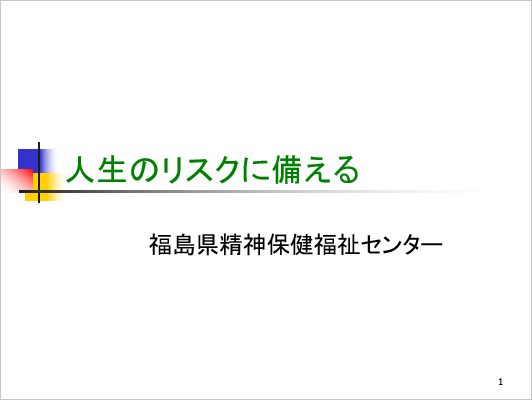 人生のリスクに備える
福島県精神保健福祉センター
1